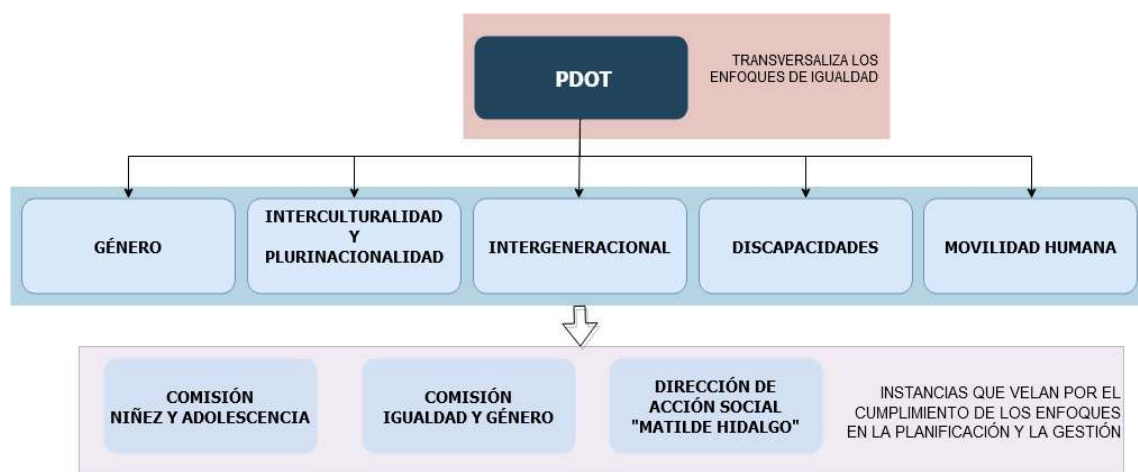 PDOT
TRANSVERSALIZA LOS
ENFOQUES DE IGUALDAD
GÉNERO
INTERCULTURALIDAD
Y
PLURINACIONALIDAD
INTERGENERACIONAL
DISCAPACIDADES
MOVILIDAD HUMANA
COMISIÓN
NIÑEZ Y ADOLESCENCIA
COMISIÓN
IGUALDAD Y GÉNERO
DIRECCIÓN DE
ACCIÓN SOCIAL
"MATILDE HIDALGO"
INSTANCIAS QUE VELAN POR EL
CUMPLIMIENTO DE LOS ENFOQUES
EN LA PLANIFICACIÓN Y LA GESTIÓN